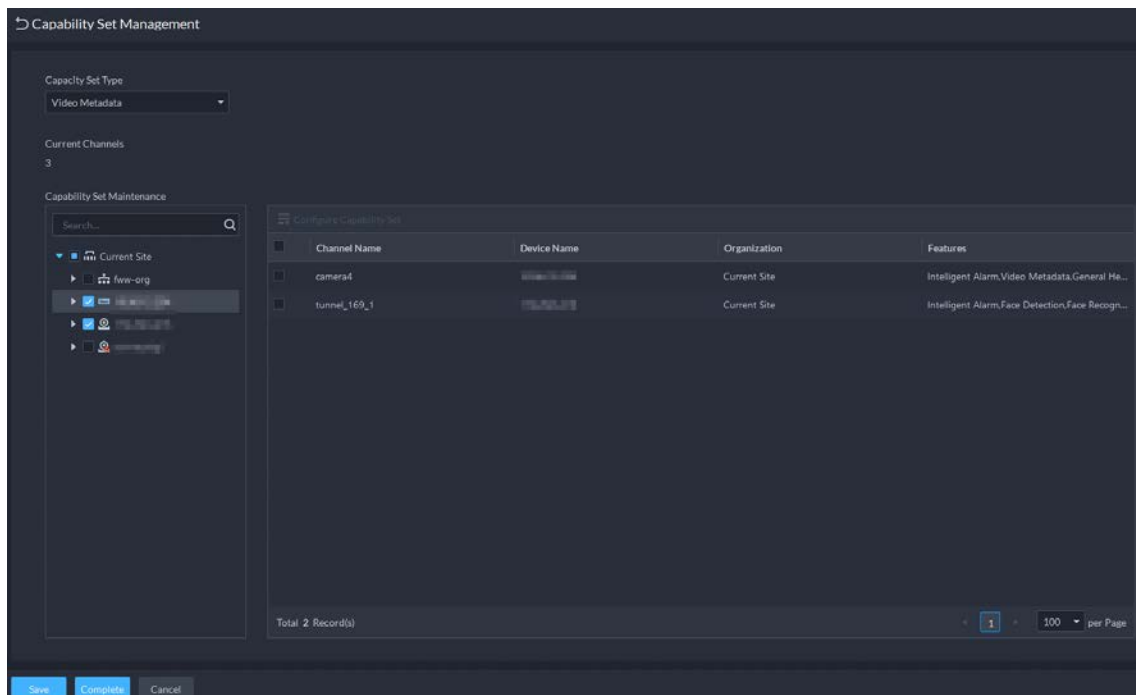 Capability Set Management
Capacity Set Type
Video Metadata
Current Channels
3
Capability Set Maintenance
Search...
Configure Capability Set
Current Site
fww-org
Channel Name Device Name Organization Features
camera4 Current Site Intelligent Alarm,Video Metadata,General He...
tunnel_169_1 Current Site Intelligent Alarm,Face Detection,Face Recogn...
Total 2 Record(s) 1 100 per Page
Save Complete Cancel